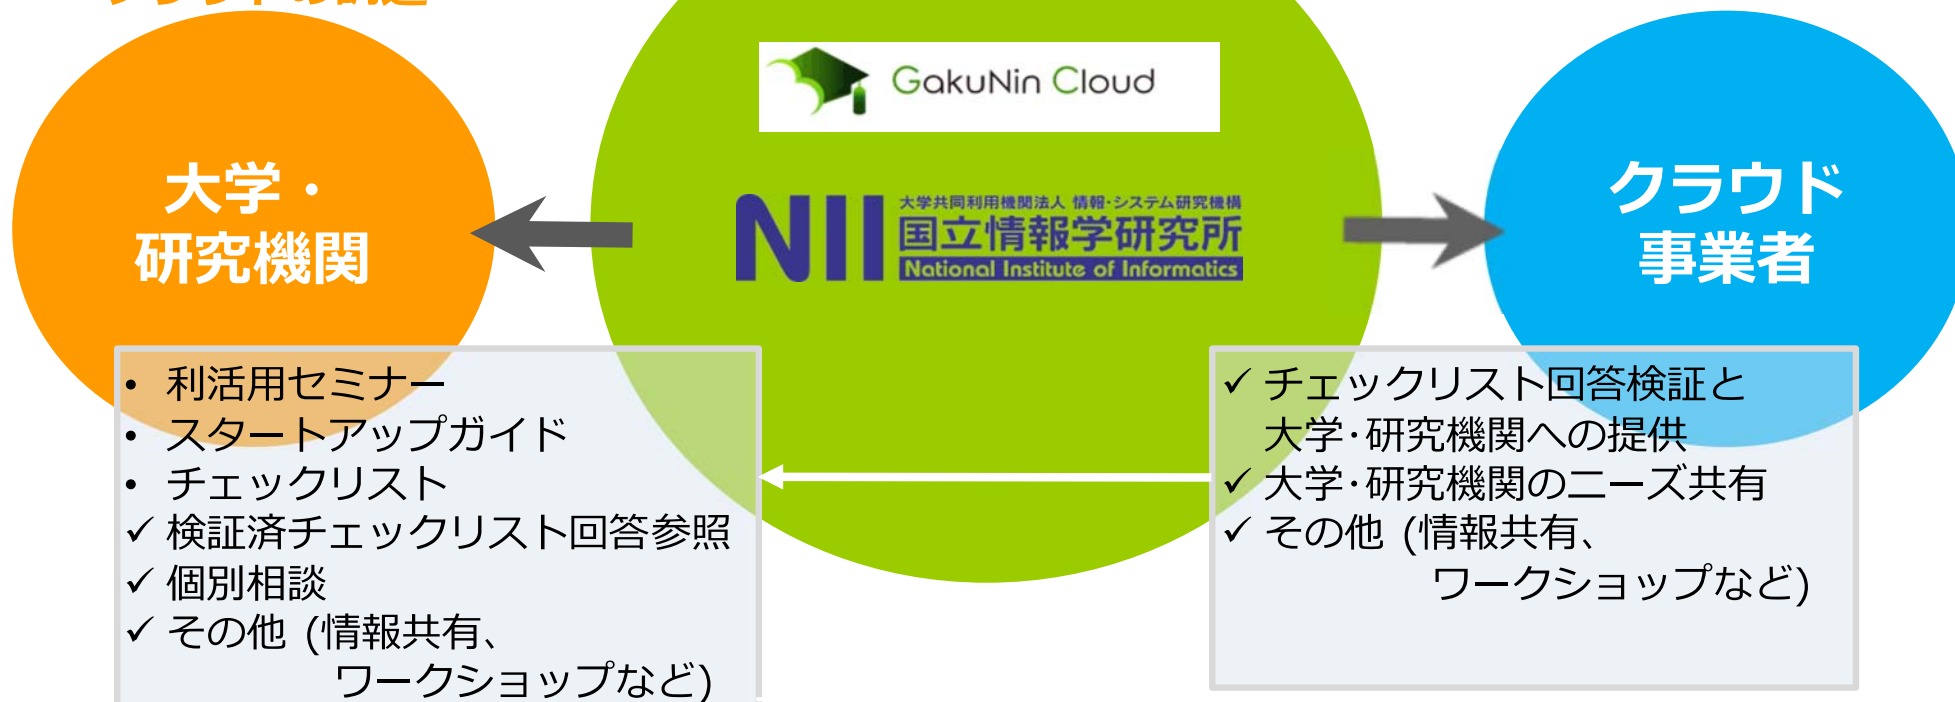 GakuNin Cloud
大学・
研究機関
NII
大学共同利用機関法人 情報・システム研究機構
国立情報学研究所
National Institute of Informatics
クラウド
事業者
• 利活用セミナー
• スタートアップガイド
• チェックリスト
✓ 検証済チェックリスト回答参照
✓ 個別相談
✓ その他 (情報共有、
ワークショップなど)
✓ チェックリスト回答検証と
大学・研究機関への提供
✓ 大学・研究機関のニーズ共有
✓ その他 (情報共有、
ワークショップなど)